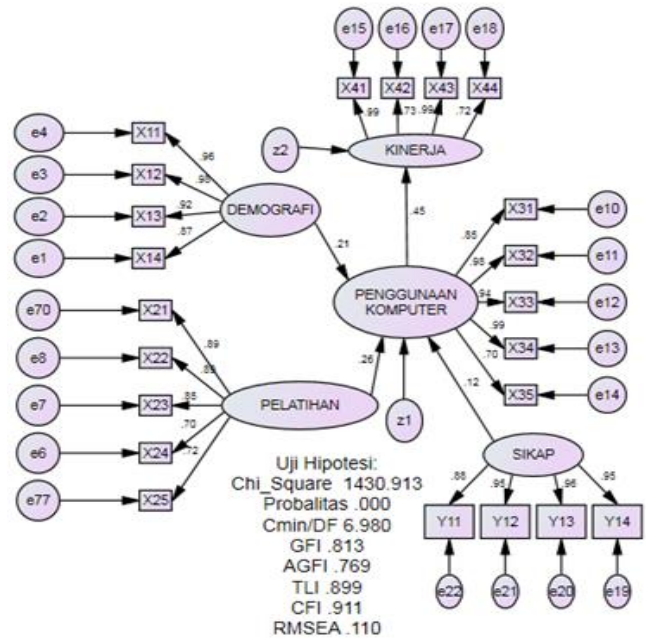 e15 e16 e17 e18
X41 X42 X43 X44
.99 .73 .99 .72
z2
KINERJA
e4 X11
e3 X12
e2 X13
e1 X14
.96
.98
.92
.87
DEMOGRAFI
.45
.21
X31 e10
X32 e11
X33 e12
X34 e13
X35 e14
.85
.98
.94
.99
.70
PENGGUNAAN
KOMPUTER
e70 X21
e8 X22
e7 X23
e6 X24
e77 X25
.89
.85
.70
.72
PELATIHAN
.26
z1
.12
SIKAP
.88 .95 .96 .95
Y11 Y12 Y13 Y14
e22 e21 e20 e19
Uji Hipotesi:
Chi_Square 1430.913
Probalitas .000
Cmin/DF 6.980
GFI .813
AGFI .769
TLI .899
CFI .911
RMSEA .110